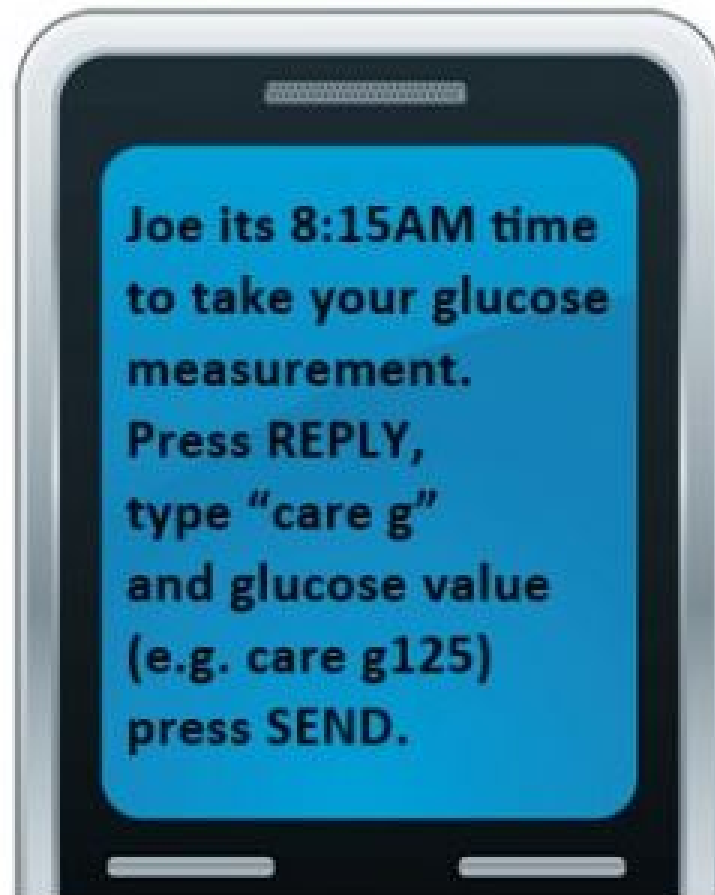 Joe its 8:15AM time
to take your glucose
measurement.
Press REPLY,
type “care g”
and glucose value
(e.g. care g125)
press SEND.